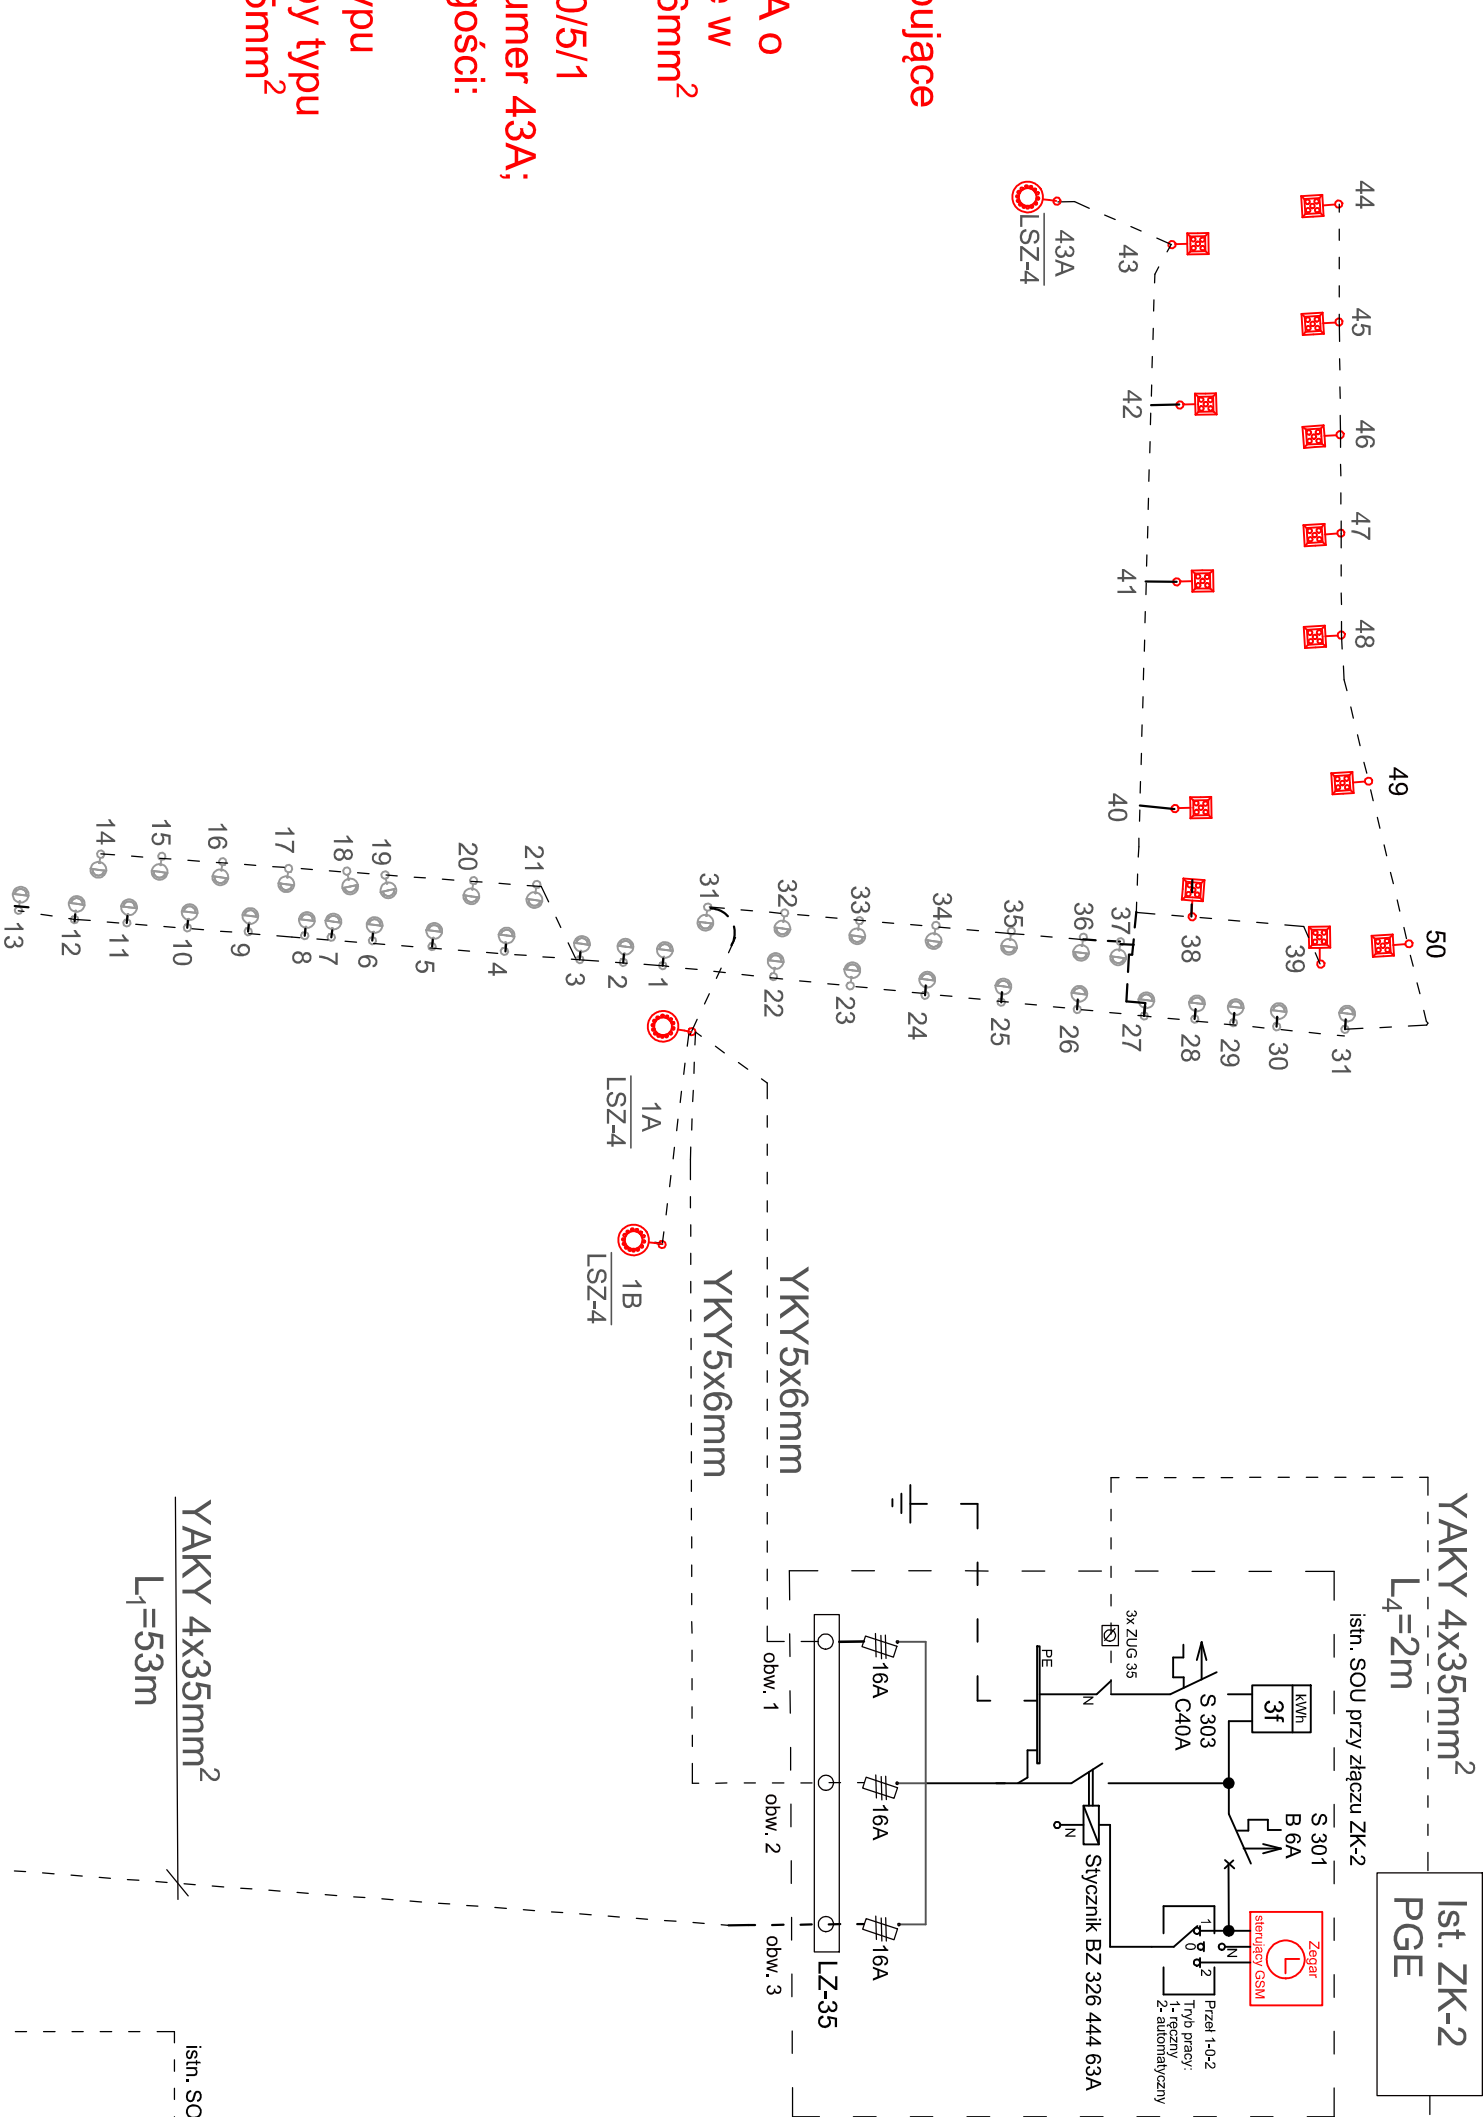 pujące
A o
e w
6mm²
0/5/1
umer 43A;
gości:
ypu
by typu
5mm²
44
45
46
47
48
49
50
43A
LSZ-4
43
42
41
40
38
39
37
36
35
34
33
32
31
31
30
29
28
27
26
25
24
23
22
21
20
19
18
17
16
15
14
1
2
3
4
5
6
7
8
9
10
11
12
13
1A
LSZ-4
1B
LSZ-4
YKY5x6mm
YKY5x6mm
YAKY 4x35mm²
L₄=2m
YAKY 4x35mm²
L₁=53m
Ist. ZK-2
PGE
istn. SOU przy złączu ZK-2
kWh
3f
S 303
C40A
S 301
B 6A
3x ZUG 35
PE
N
N
N
Zegar
sterujący GSM
L
1
0
2
Przeł 1-0-2
Tryb pracy:
1- ręczny
2- automatyczny
Stycznik BZ 326 444 63A
16A
16A
16A
LZ-35
obw. 1
obw. 2
obw. 3
istn. SO